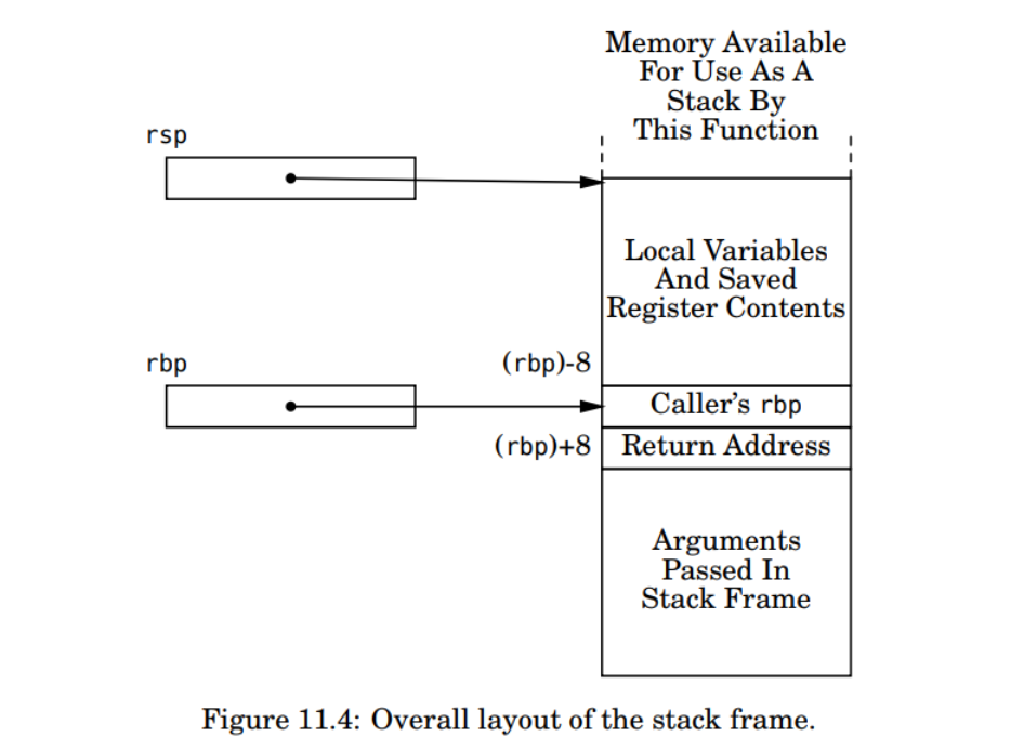 Memory Available
For Use As A
Stack By
This Function
rsp
Local Variables
And Saved
Register Contents
rbp
(rbp)-8
Caller's rbp
(rbp)+8
Return Address
Arguments
Passed In
Stack Frame
Figure 11.4: Overall layout of the stack frame.